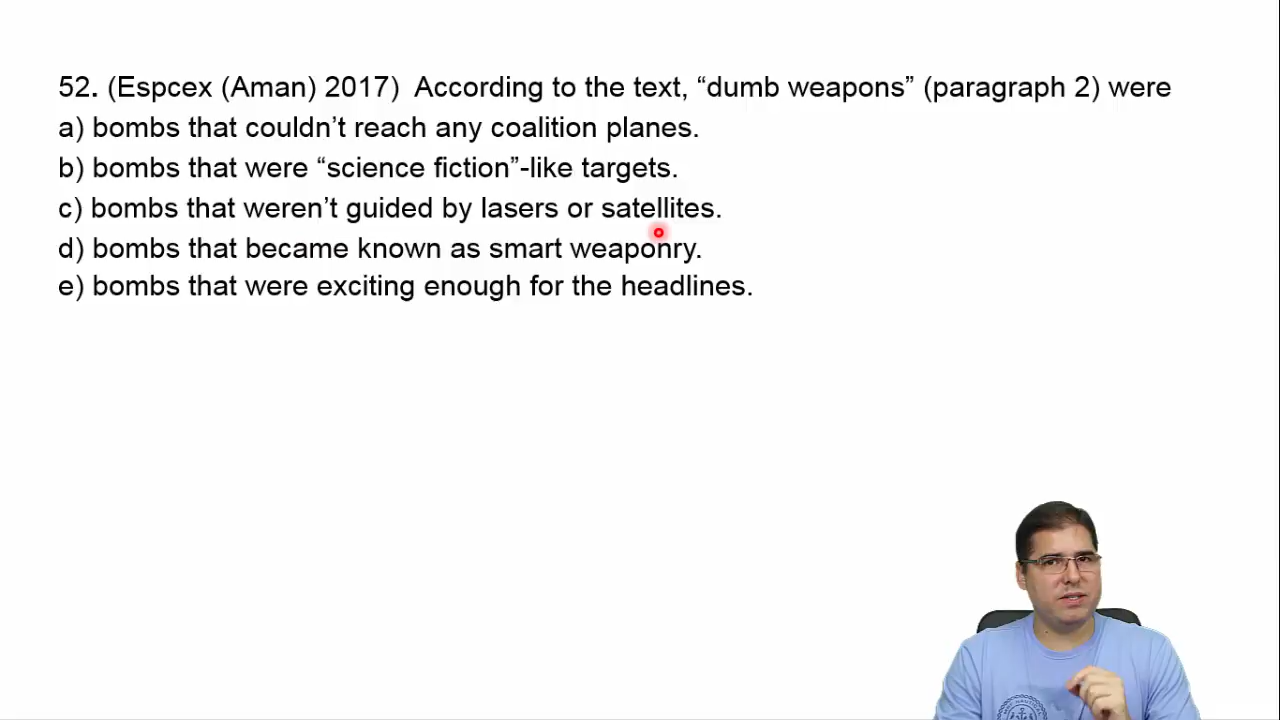 52. (Espcex (Aman) 2017)  According to the text, “dumb weapons” (paragraph 2) were
a) bombs that couldn’t reach any coalition planes.
b) bombs that were “science fiction”-like targets.
c) bombs that weren’t guided by lasers or satellites.
d) bombs that became known as smart weaponry.
e) bombs that were exciting enough for the headlines.